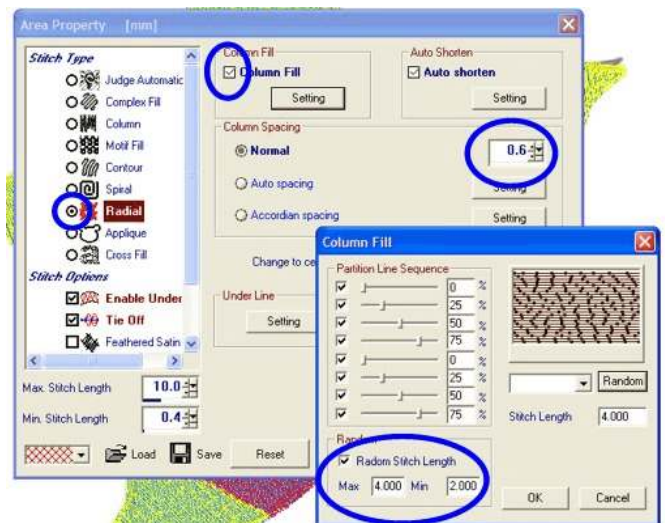 Area Property [mm]
Stitch Type
Judge Automatic
Complex Fill
Column
Motif Fill
Contour
Spiral
Radial
Applique
Cross Fill
Stitch Options
Enable Under
Tie Off
Feathered Satin
Max. Stitch Length 10.0
Min. Stitch Length 0.4
Load Save Reset
Column Fill
Column Fill
Setting
Auto Shorten
Auto shorten
Setting
Column Spacing
Normal 0.6
Auto spacing Setting
Accordian spacing Setting
Change to ce
Under Line
Setting
Column Fill
Partition Line Sequence
0 %
25 %
50 %
75 %
0 %
25 %
50 %
75 %
Random
Stitch Length 4.000
Random
Radom Stitch Length
Max 4.000 Min 2.000
OK Cancel